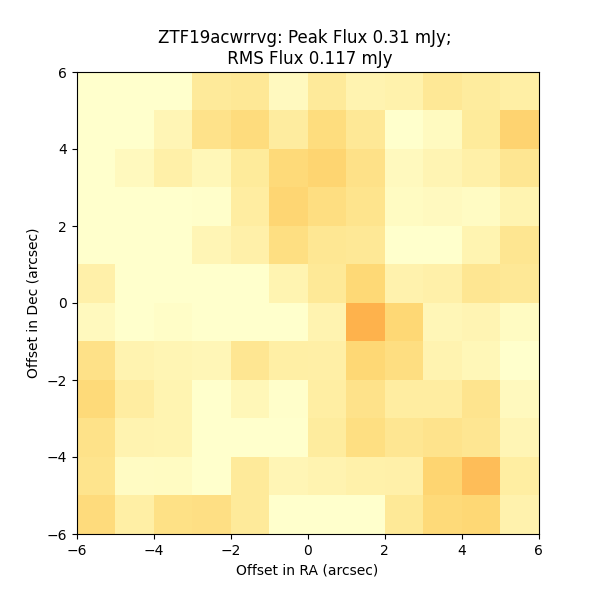 ZTF19acwrrvg: Peak Flux 0.31 mJy;
RMS Flux 0.117 mJy
6
4
2
0
−2
−4
−6
Offset in Dec (arcsec)
−6 −4 −2 0 2 4 6
Offset in RA (arcsec)